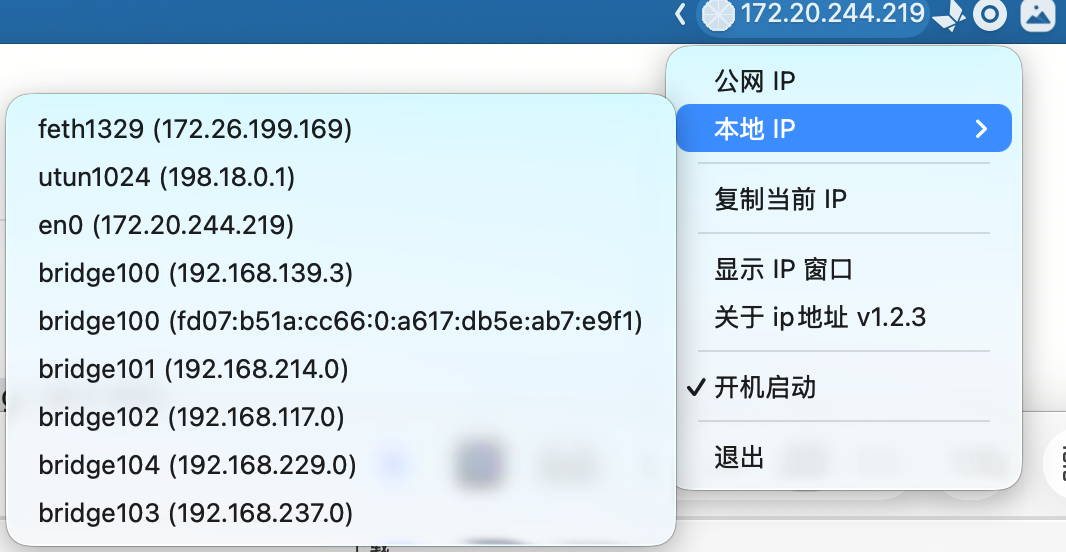 172.20.244.219
公网 IP
本地 IP
复制当前 IP
显示 IP 窗口
关于 ip地址 v1.2.3
开机启动
退出
feth1329 (172.26.199.169)
utun1024 (198.18.0.1)
en0 (172.20.244.219)
bridge100 (192.168.139.3)
bridge100 (fd07:b51a:cc66:0:a617:db5e:ab7:e9f1)
bridge101 (192.168.214.0)
bridge102 (192.168.117.0)
bridge104 (192.168.229.0)
bridge103 (192.168.237.0)